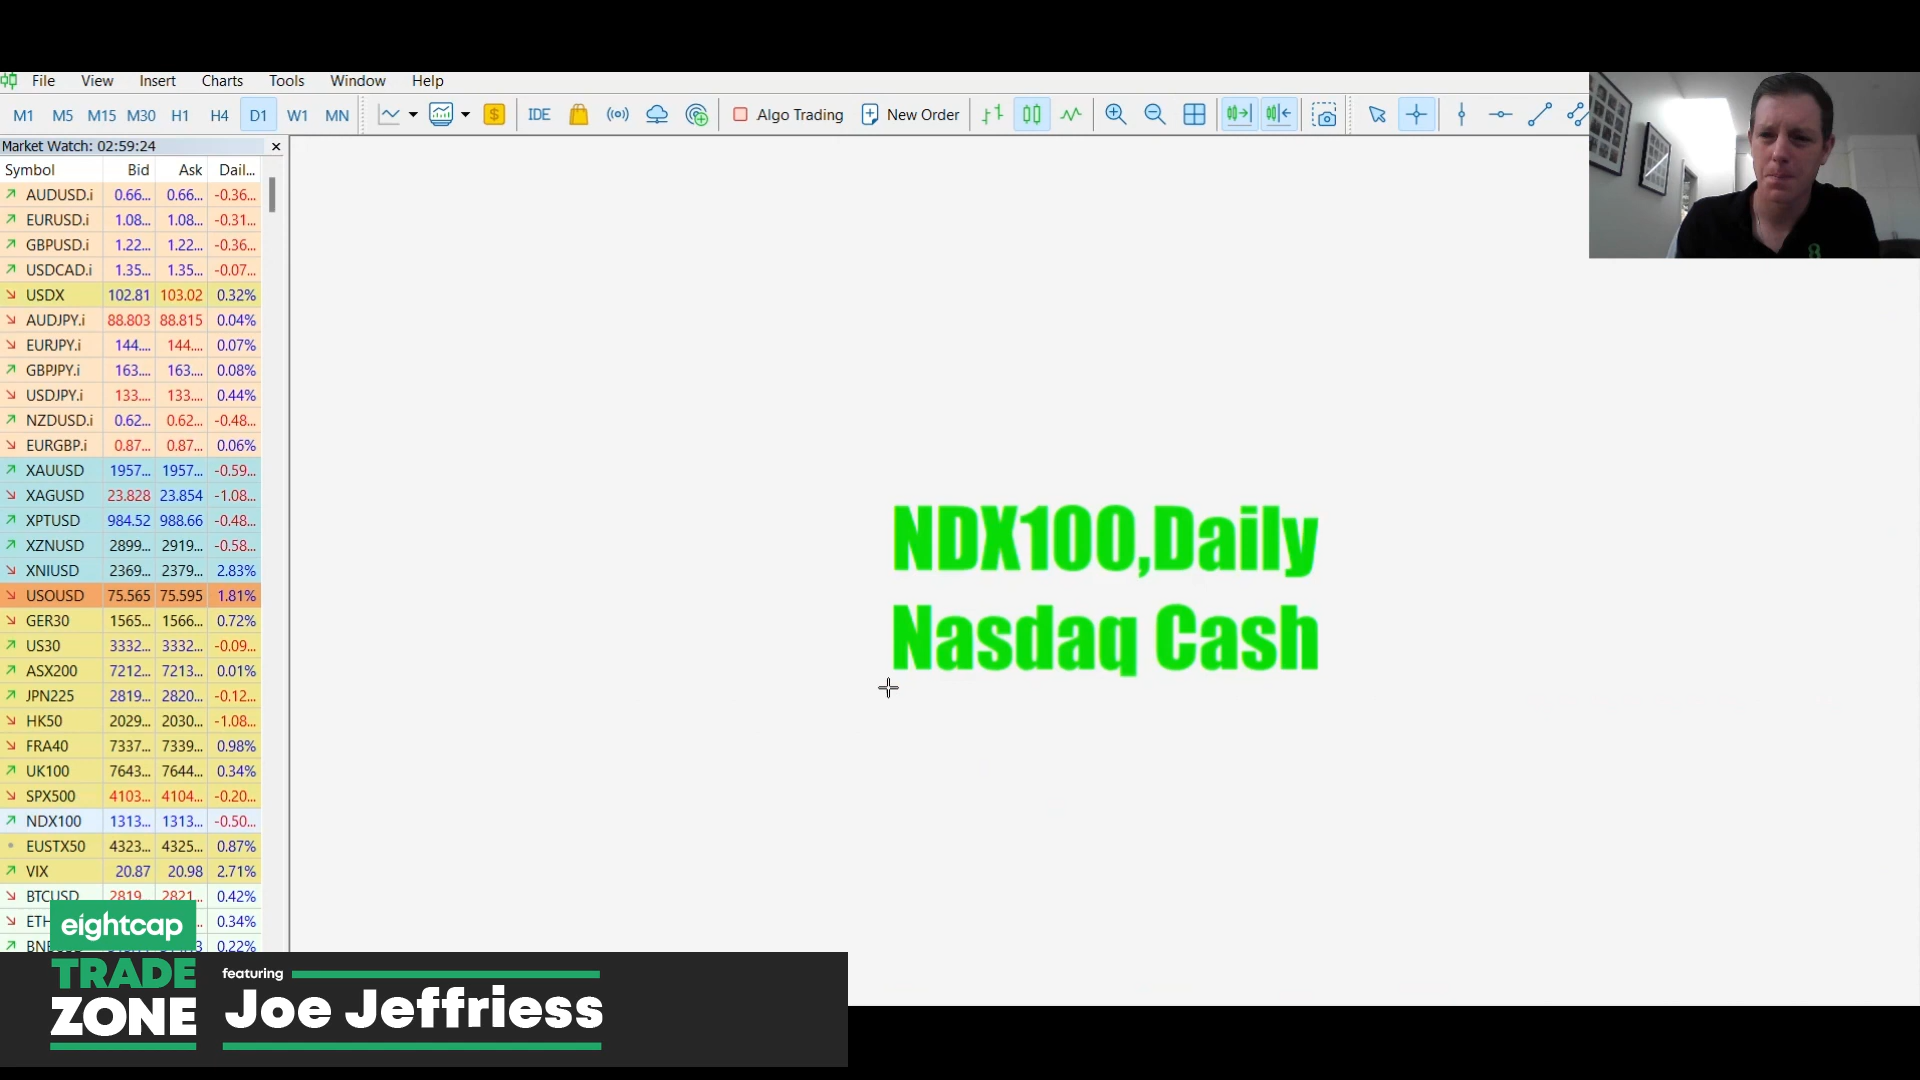 File View Insert Charts Tools Window Help
M1 M5 M15 M30 H1 H4 D1 W1 MN $ IDE Algo Trading New Order
Market Watch: 02:59:24
Symbol Bid Ask Dail...
AUDUSD.i 0.66... 0.66... -0.36...
EURUSD.i 1.08... 1.08... -0.31...
GBPUSD.i 1.22... 1.22... -0.36...
USDCAD.i 1.35... 1.35... -0.07...
USDX 102.81 103.02 0.32%
AUDJPY.i 88.803 88.815 0.04%
EURJPY.i 144.... 144.... 0.07%
GBPJPY.i 163.... 163.... 0.08%
USDJPY.i 133.... 133.... 0.44%
NZDUSD.i 0.62... 0.62... -0.48...
EURGBP.i 0.87... 0.87... 0.06%
XAUUSD 1957... 1957... -0.59...
XAGUSD 23.828 23.854 -1.08...
XPTUSD 984.52 988.66 -0.48...
XZNUSD 2899... 2919... -0.58...
XNIUSD 2369... 2379... 2.83%
USOUSD 75.565 75.595 1.81%
GER30 1565... 1566... 0.72%
US30 3332... 3332... -0.09...
ASX200 7212... 7213... 0.01%
JPN225 2819... 2820... -0.12...
HK50 2029... 2030... -1.08...
FRA40 7337... 7339... 0.98%
UK100 7643... 7644... 0.34%
SPX500 4103... 4104... -0.20...
NDX100 1313... 1313... -0.50...
EUSTX50 4323... 4325... 0.87%
VIX 20.87 20.98 2.71%
BTCUSD 2819... 2821... 0.42%
ETH 0.34%
0.22%
NDX100,Daily
Nasdaq Cash
eightcap
TRADE
ZONE
featuring
Joe Jeffriess